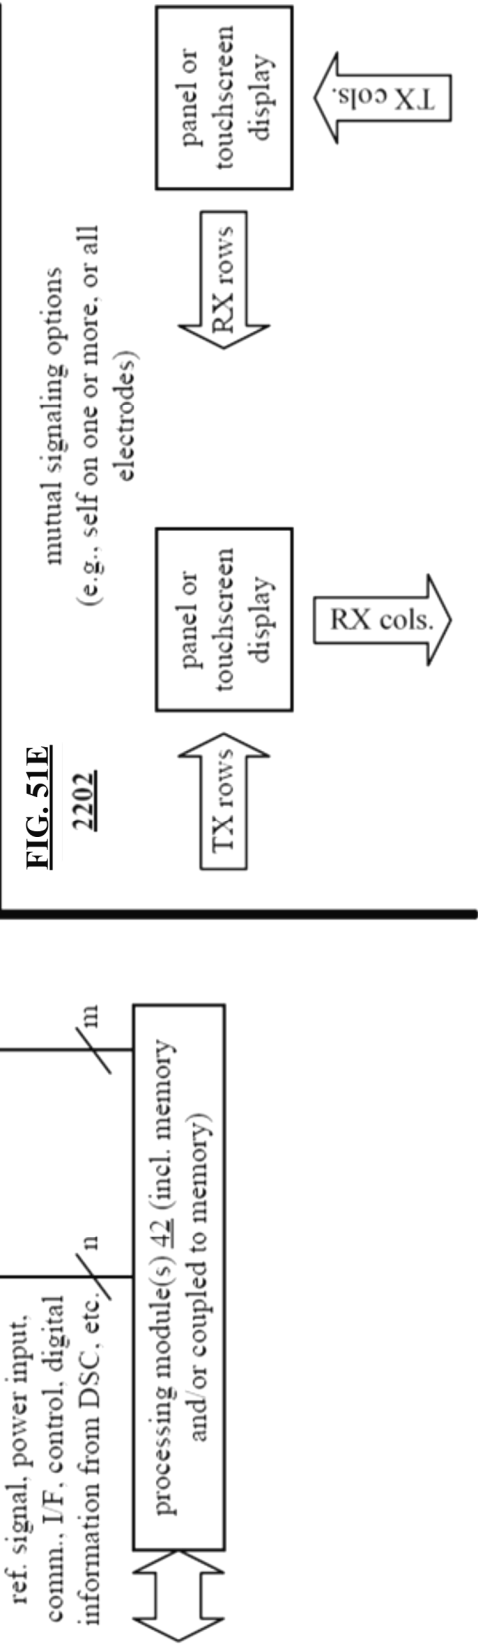 ref. signal, power input,
comm., I/F, control, digital
information from DSC, etc.
n
m
processing module(s) 42 (incl. memory
and/or coupled to memory)
FIG. 51E
2202
mutual signaling options
(e.g., self on one or more, or all
electrodes)
TX rows
panel or
touchscreen
display
RX cols.
RX rows
panel or
touchscreen
display
TX cols.